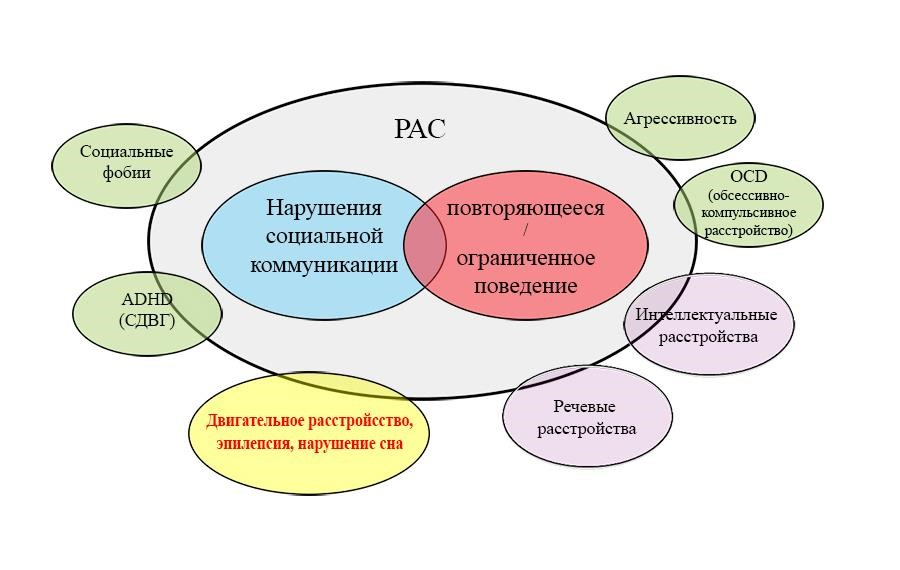 РАС
Социальные
фобии
Агрессивность
OCD
(обсессивно-
компульсивное
расстройство)
Нарушения
социальной
коммуникации
повторяющееся
/
ограниченное
поведение
ADHD
(СДВГ)
Интеллектуальные
расстройства
Двигательное расстройсство,
эпилепсия, нарушение сна
Речевые
расстройства